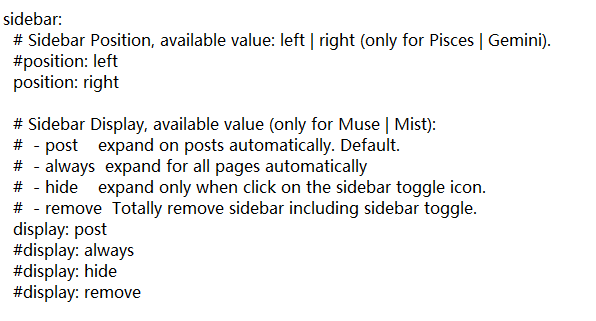 sidebar:
  # Sidebar Position, available value: left | right (only for Pisces | Gemini).
  #position: left
  position: right

  # Sidebar Display, available value (only for Muse | Mist):
  #  - post    expand on posts automatically. Default.
  #  - always  expand for all pages automatically
  #  - hide    expand only when click on the sidebar toggle icon.
  #  - remove  Totally remove sidebar including sidebar toggle.
  display: post
  #display: always
  #display: hide
  #display: remove